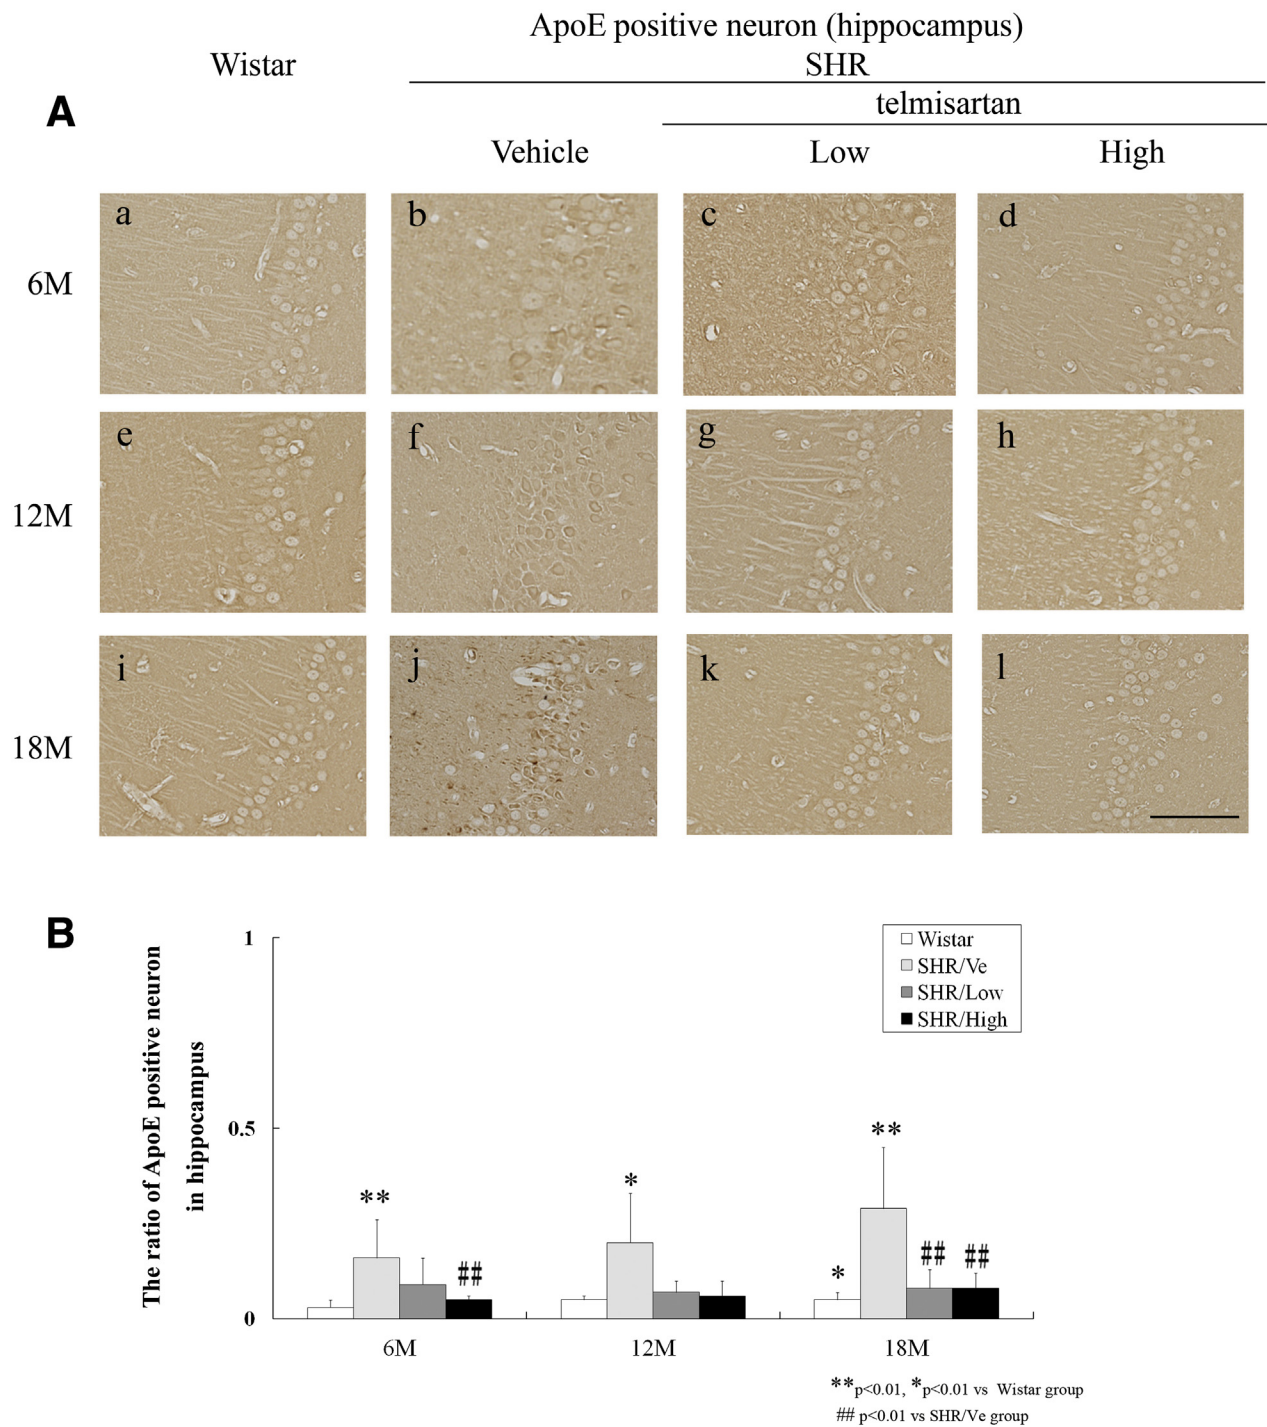 ApoE positive neuron (hippocampus)
Wistar SHR
A
telmisartan
Vehicle Low High
a b c d
6M
e f g h
12M
i j k l
18M
B
The ratio of ApoE positive neuron
in hippocampus
1
0.5
0
Wistar
SHR/Ve
SHR/Low
SHR/High
** ## * * ** ## ##
6M 12M 18M
**p<0.01, *p<0.01 vs Wistar group
## p<0.01 vs SHR/Ve group